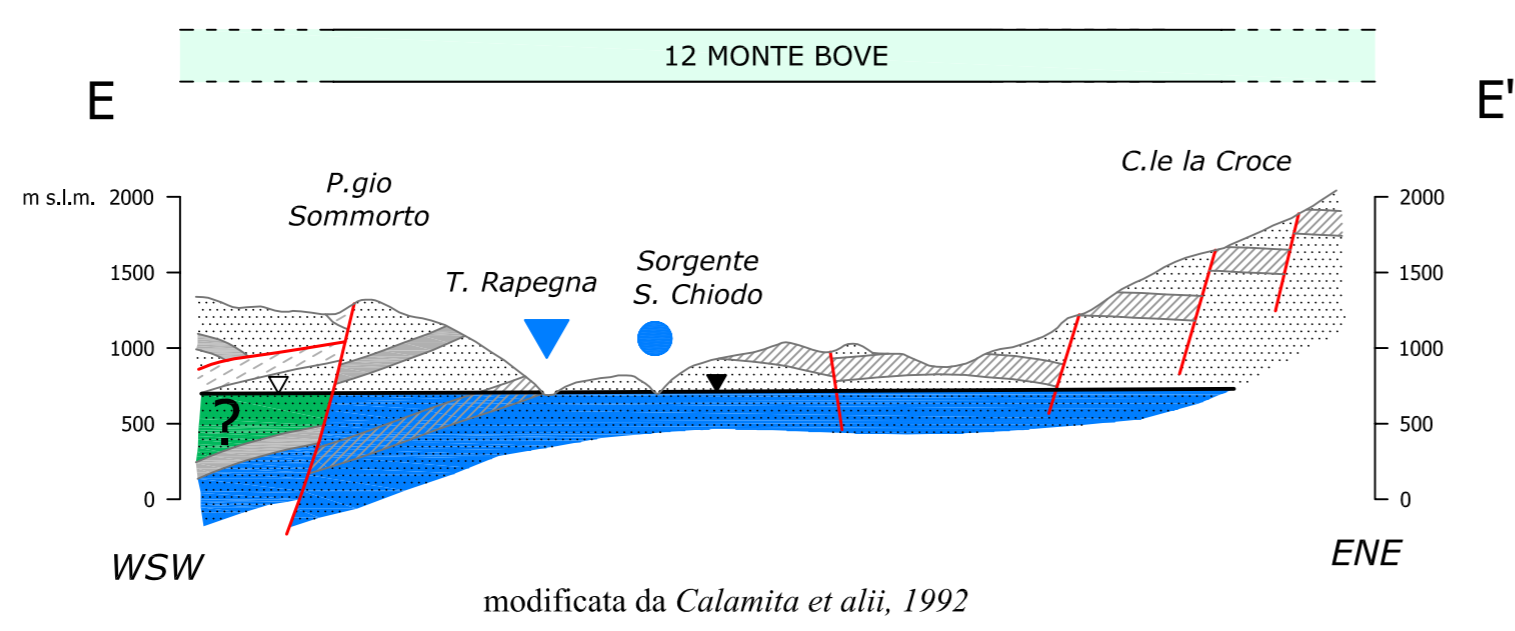 12 MONTE BOVE
E
E'
C.le la Croce
P.gio
Sommorto
m s.l.m.
2000
1500
1000
500
0
T. Rapegna
Sorgente
S. Chiodo
2000
1500
1000
500
0
?
WSW
ENE
modificata da Calamita et alii, 1992